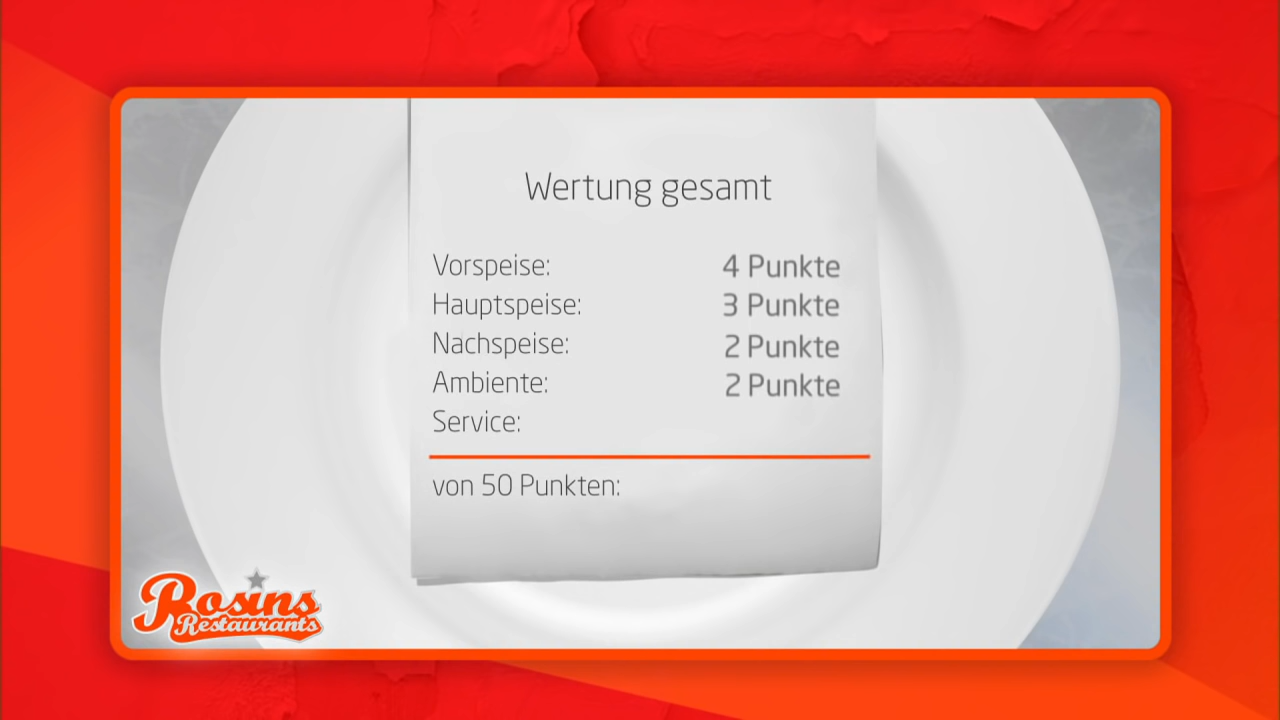 Wertung gesamt
Vorspeise: 4 Punkte
Hauptspeise: 3 Punkte
Nachspeise: 2 Punkte
Ambiente: 2 Punkte
Service:
von 50 Punkten:
Rosins
Restaurants